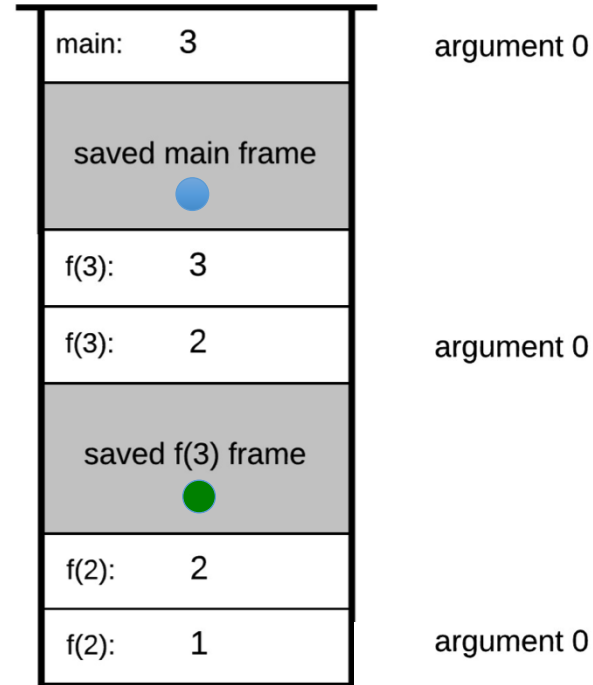 main: 3 argument 0
saved main frame
f(3): 3
f(3): 2 argument 0
saved f(3) frame
f(2): 2
f(2): 1 argument 0